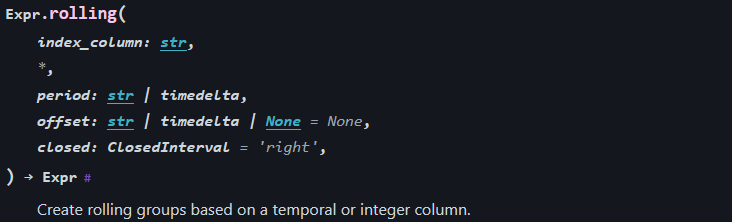 Expr.rolling(
index_column: str,
*,
period: str | timedelta,
offset: str | timedelta | None = None,
closed: ClosedInterval = 'right',
) → Expr #
Create rolling groups based on a temporal or integer column.